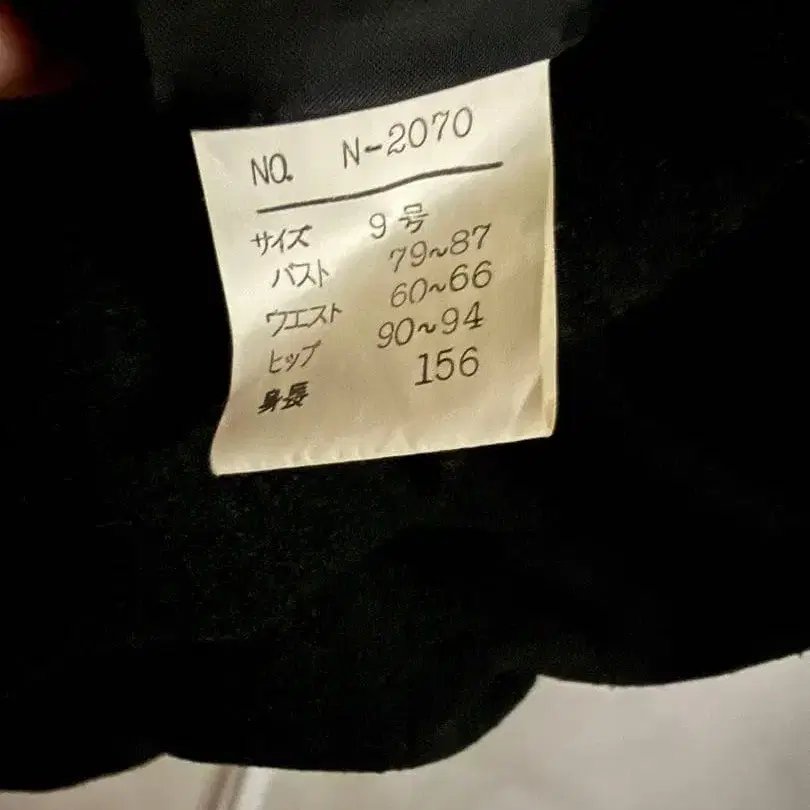 NO. N-2070
サイズ 9号
バスト 79~87
ウエスト 60~66
ヒップ 90~94
身長 156